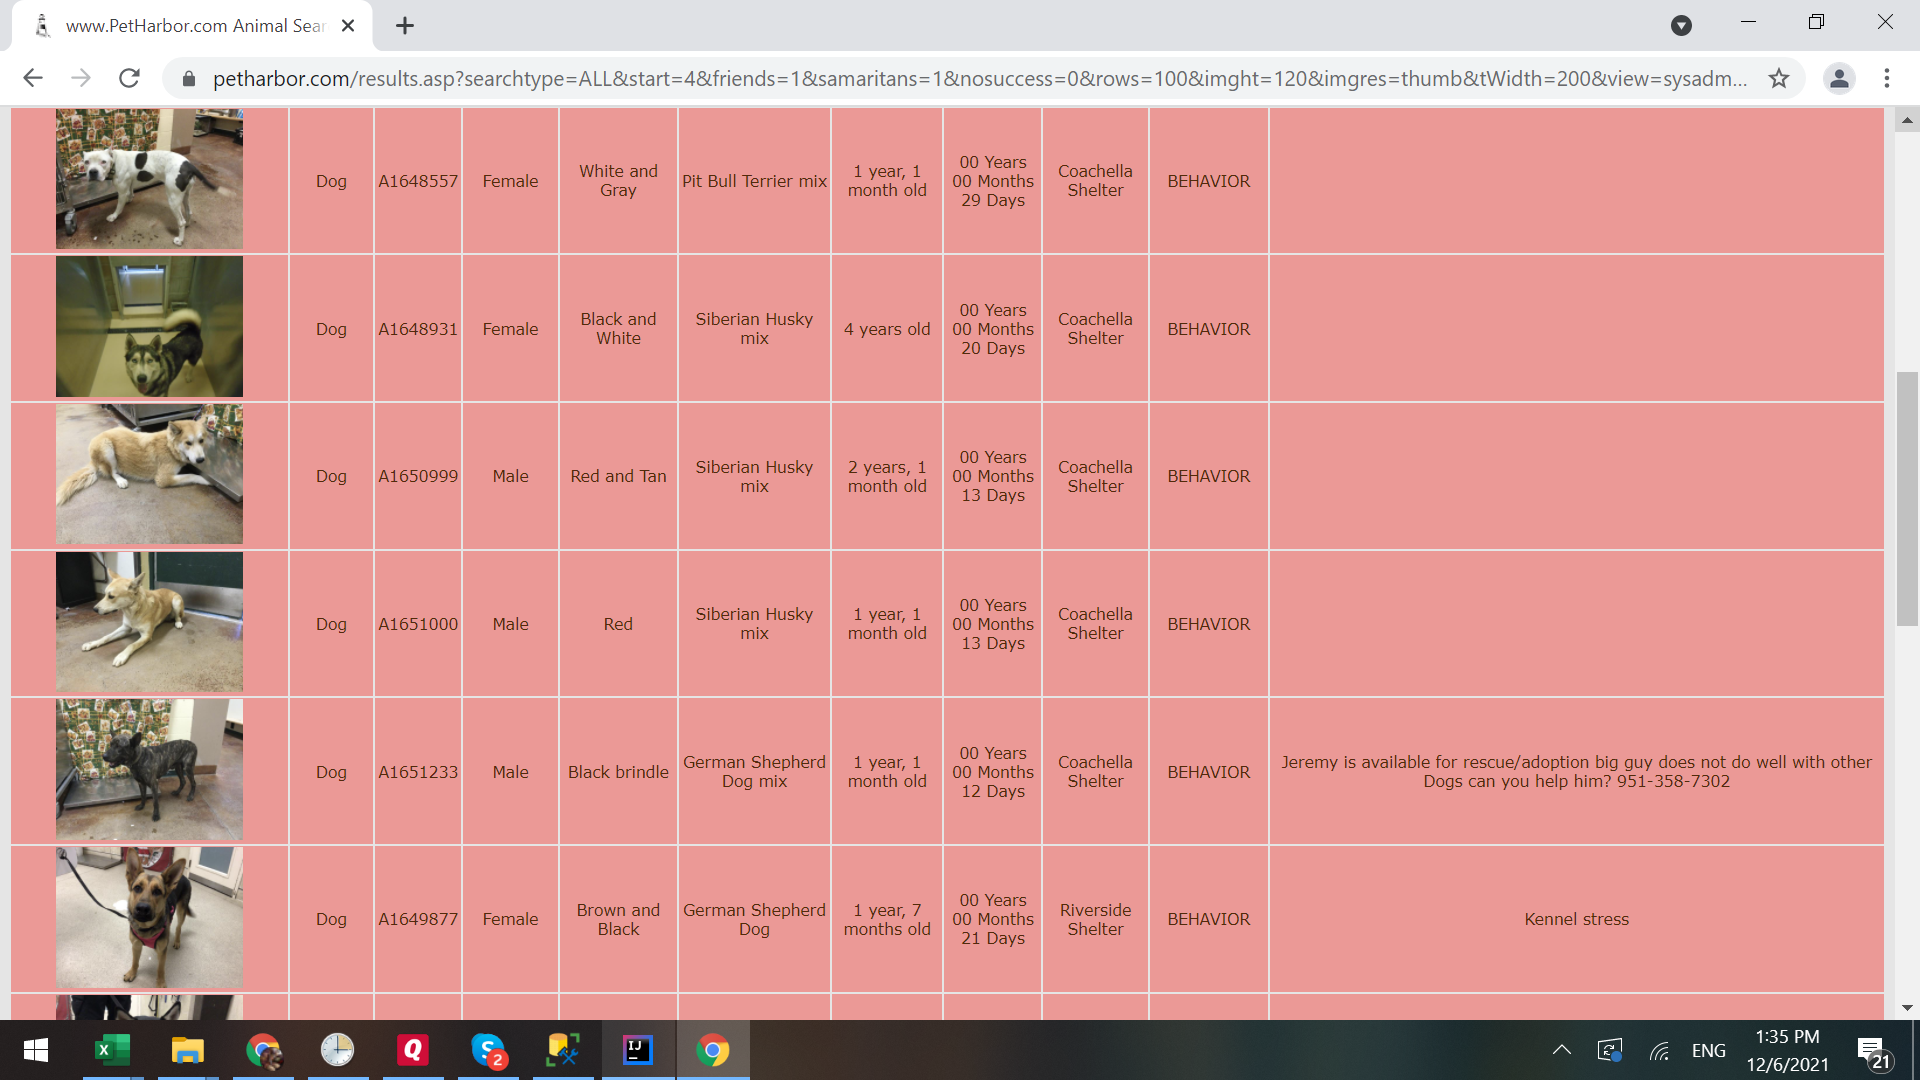 www.PetHarbor.com Animal Sear
petharbor.com/results.asp?searchtype=ALL&start=4&friends=1&samaritans=1&nosuccess=0&rows=100&imght=120&imgres=thumb&tWidth=200&view=sysadm...
Dog
A1648557
Female
White and
Gray
Pit Bull Terrier mix
1 year, 1
month old
00 Years
00 Months
29 Days
Coachella
Shelter
BEHAVIOR
Dog
A1648931
Female
Black and
White
Siberian Husky
mix
4 years old
00 Years
00 Months
20 Days
Coachella
Shelter
BEHAVIOR
Dog
A1650999
Male
Red and Tan
Siberian Husky
mix
2 years, 1
month old
00 Years
00 Months
13 Days
Coachella
Shelter
BEHAVIOR
Dog
A1651000
Male
Red
Siberian Husky
mix
1 year, 1
month old
00 Years
00 Months
13 Days
Coachella
Shelter
BEHAVIOR
Dog
A1651233
Male
Black brindle
German Shepherd
Dog mix
1 year, 1
month old
00 Years
00 Months
12 Days
Coachella
Shelter
BEHAVIOR
Jeremy is available for rescue/adoption big guy does not do well with other
Dogs can you help him? 951-358-7302
Dog
A1649877
Female
Brown and
Black
German Shepherd
Dog
1 year, 7
months old
00 Years
00 Months
21 Days
Riverside
Shelter
BEHAVIOR
Kennel stress
X
Q
S
2
IJ
ENG
1:35 PM
12/6/2021
21